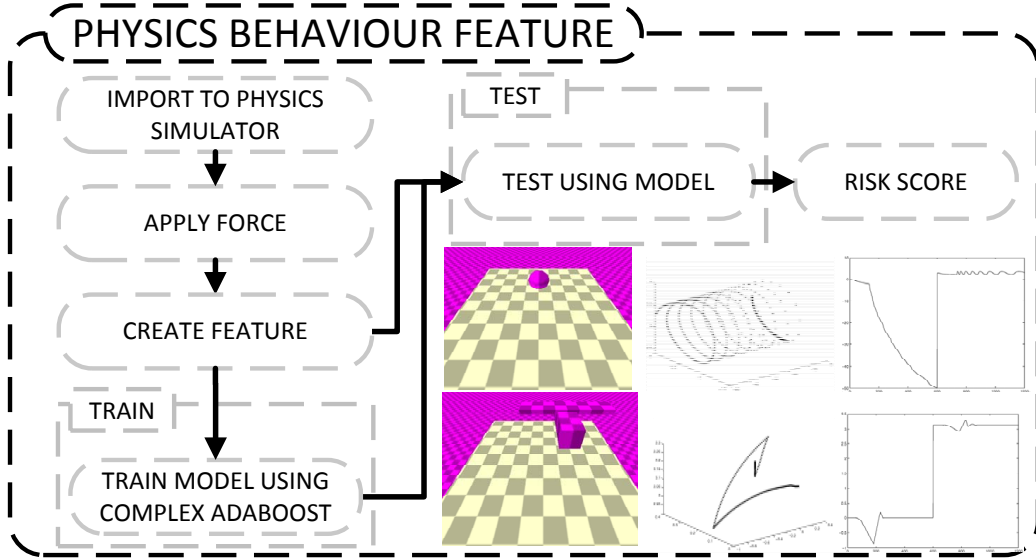 PHYSICS BEHAVIOUR FEATURE
IMPORT TO PHYSICS
SIMULATOR
APPLY FORCE
CREATE FEATURE
TRAIN
TRAIN MODEL USING
COMPLEX ADABOOST
TEST
TEST USING MODEL
RISK SCORE